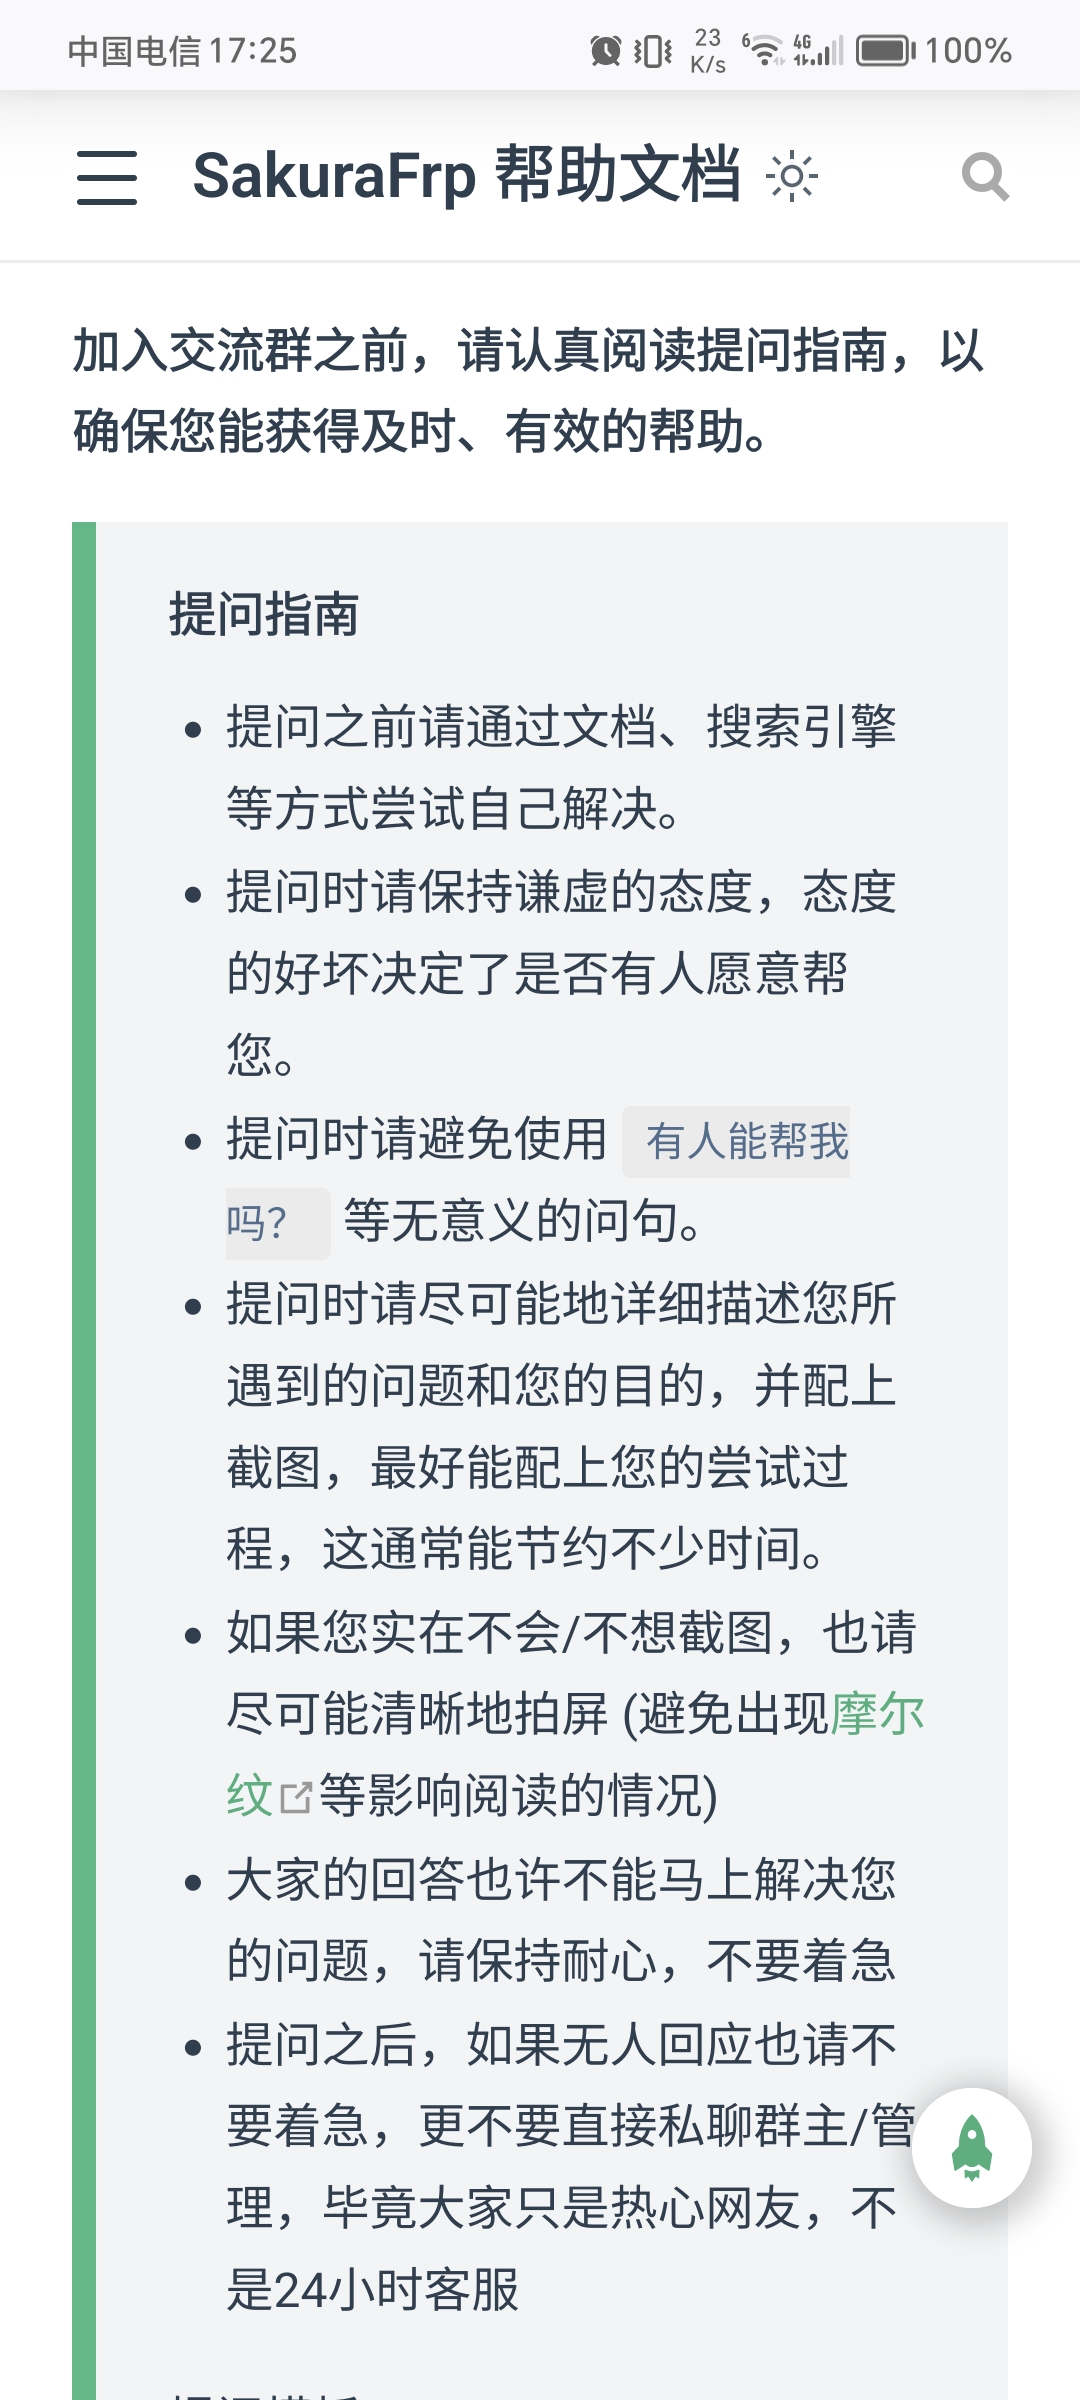 中国电信 17:25
23
K/s
6
4G
100%
SakuraFrp 帮助文档
加入交流群之前，请认真阅读提问指南，以
确保您能获得及时、有效的帮助。
提问指南
提问之前请通过文档、搜索引擎
等方式尝试自己解决。
提问时请保持谦虚的态度，态度
的好坏决定了是否有人愿意帮
您。
提问时请避免使用 有人能帮我
吗？ 等无意义的问句。
提问时请尽可能地详细描述您所
遇到的问题和您的目的，并配上
截图，最好能配上您的尝试过
程，这通常能节约不少时间。
如果您实在不会/不想截图，也请
尽可能清晰地拍屏 (避免出现摩尔
纹等影响阅读的情况)
大家的回答也许不能马上解决您
的问题，请保持耐心，不要着急
提问之后，如果无人回应也请不
要着急，更不要直接私聊群主/管
理，毕竟大家只是热心网友，不
是24小时客服